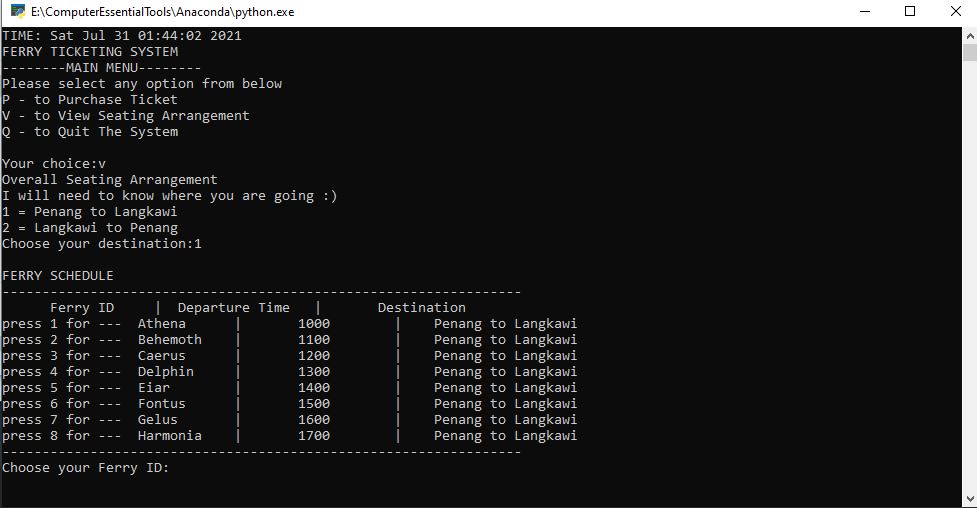 E:\ComputerEssentialTools\Anaconda\python.exe
TIME: Sat Jul 31 01:44:02 2021
FERRY TICKETING SYSTEM
--------MAIN MENU--------
Please select any option from below
P - to Purchase Ticket
V - to View Seating Arrangement
Q - to Quit The System

Your choice:v
Overall Seating Arrangement
I will need to know where you are going :)
1 = Penang to Langkawi
2 = Langkawi to Penang
Choose your destination:1

FERRY SCHEDULE
-----------------------------------------------------------------
      Ferry ID     |  Departure Time   |       Destination
press 1 for ---  Athena      |       1000        |    Penang to Langkawi
press 2 for ---  Behemoth    |       1100        |    Penang to Langkawi
press 3 for ---  Caerus      |       1200        |    Penang to Langkawi
press 4 for ---  Delphin     |       1300        |    Penang to Langkawi
press 5 for ---  Eiar        |       1400        |    Penang to Langkawi
press 6 for ---  Fontus      |       1500        |    Penang to Langkawi
press 7 for ---  Gelus       |       1600        |    Penang to Langkawi
press 8 for ---  Harmonia    |       1700        |    Penang to Langkawi
-----------------------------------------------------------------
Choose your Ferry ID: